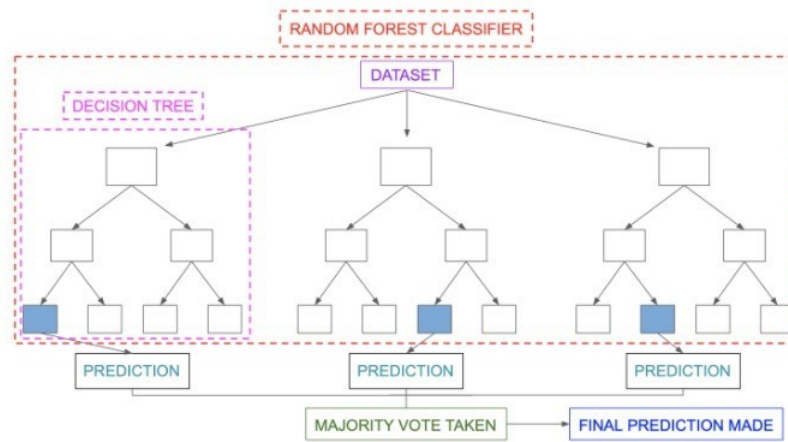 RANDOM FOREST CLASSIFIER
DATASET
DECISION TREE
PREDICTION
PREDICTION
PREDICTION
MAJORITY VOTE TAKEN
FINAL PREDICTION MADE